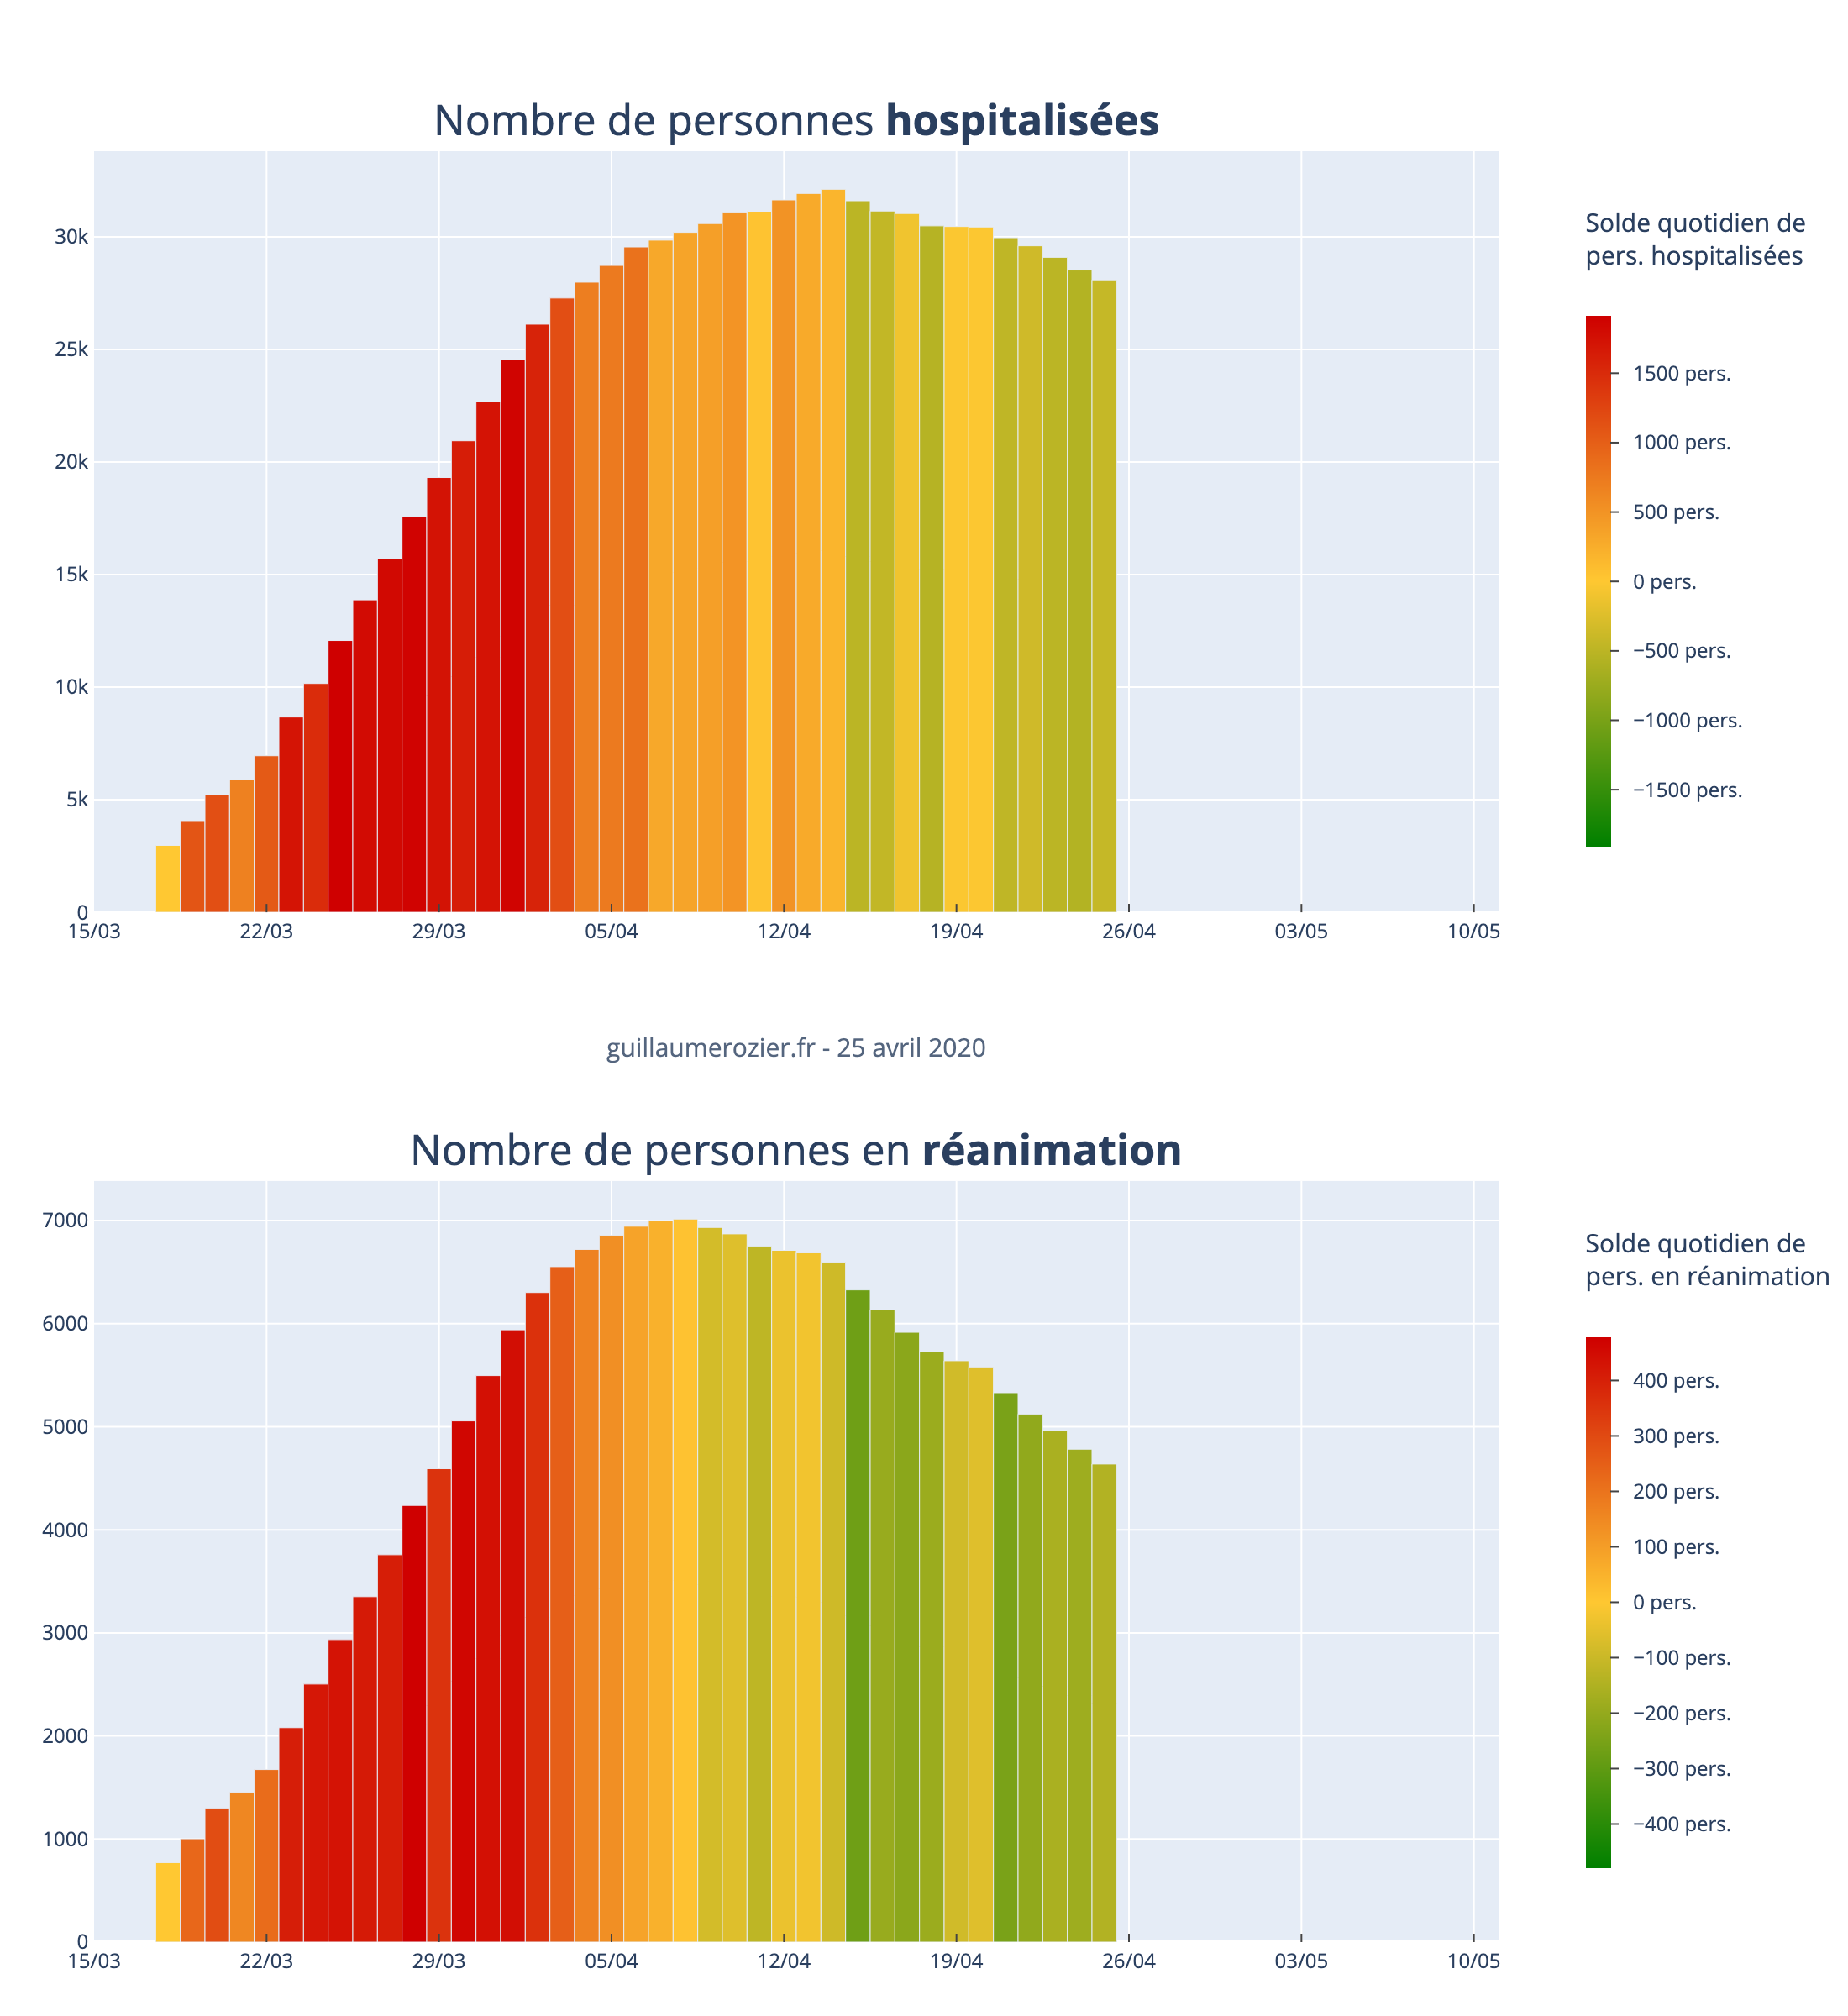 Nombre de personnes hospitalisées
30k
25k
20k
15k
10k
5k
0
15/03 22/03 29/03 05/04 12/04 19/04 26/04 03/05 10/05
Solde quotidien de
pers. hospitalisées
1500 pers.
1000 pers.
500 pers.
0 pers.
−500 pers.
−1000 pers.
−1500 pers.
guillaumerozier.fr - 25 avril 2020
Nombre de personnes en réanimation
7000
6000
5000
4000
3000
2000
1000
0
15/03 22/03 29/03 05/04 12/04 19/04 26/04 03/05 10/05
Solde quotidien de
pers. en réanimation
400 pers.
300 pers.
200 pers.
100 pers.
0 pers.
−100 pers.
−200 pers.
−300 pers.
−400 pers.